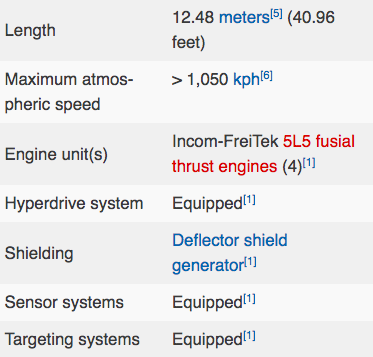 Length
12.48 meters[5] (40.96
feet)
Maximum atmos-
pheric speed
> 1,050 kph[6]
Engine unit(s)
Incom-FreiTek 5L5 fusial
thrust engines (4)[1]
Hyperdrive system
Equipped[1]
Shielding
Deflector shield
generator[1]
Sensor systems
Equipped[1]
Targeting systems
Equipped[1]